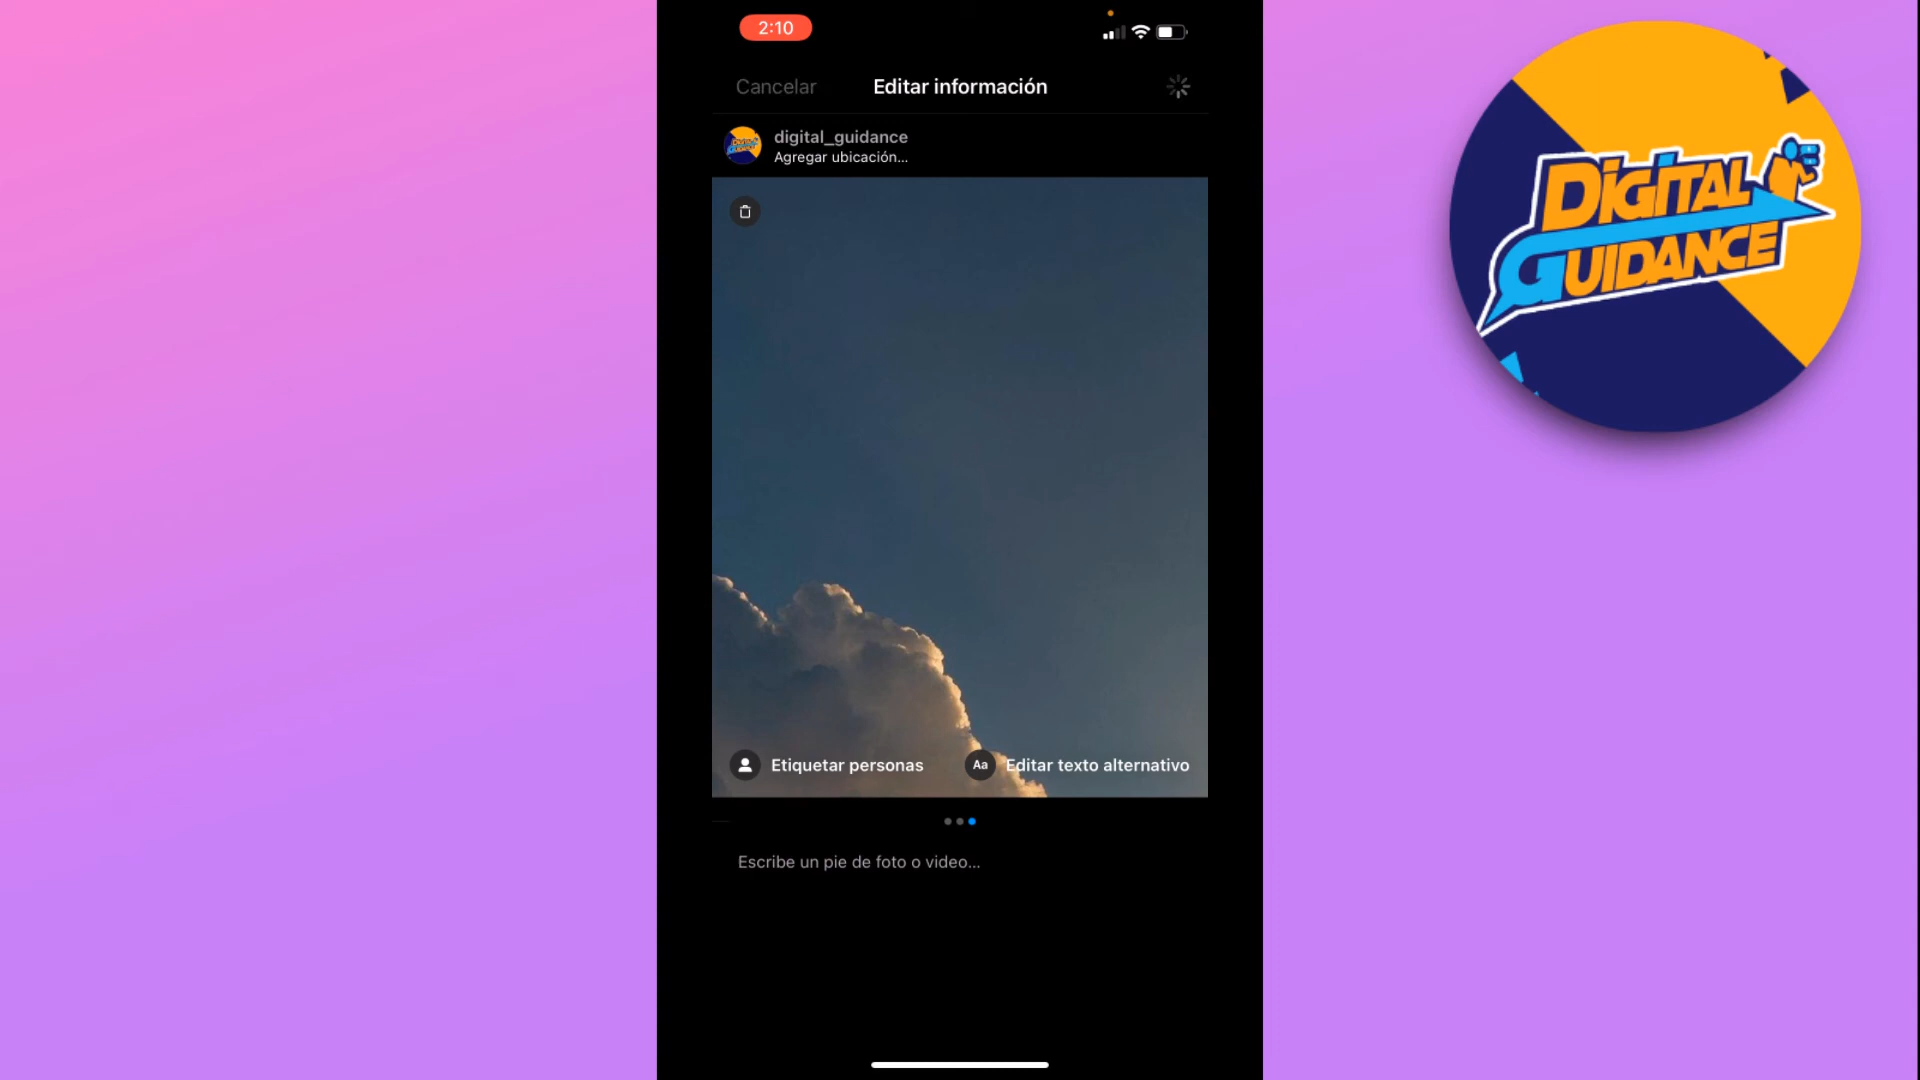 2:10
Cancelar
Editar información
digital_guidance
Agregar ubicación...
Etiquetar personas
Aa
Editar texto alternativo
Escribe un pie de foto o video...
DIGITAL
GUIDANCE